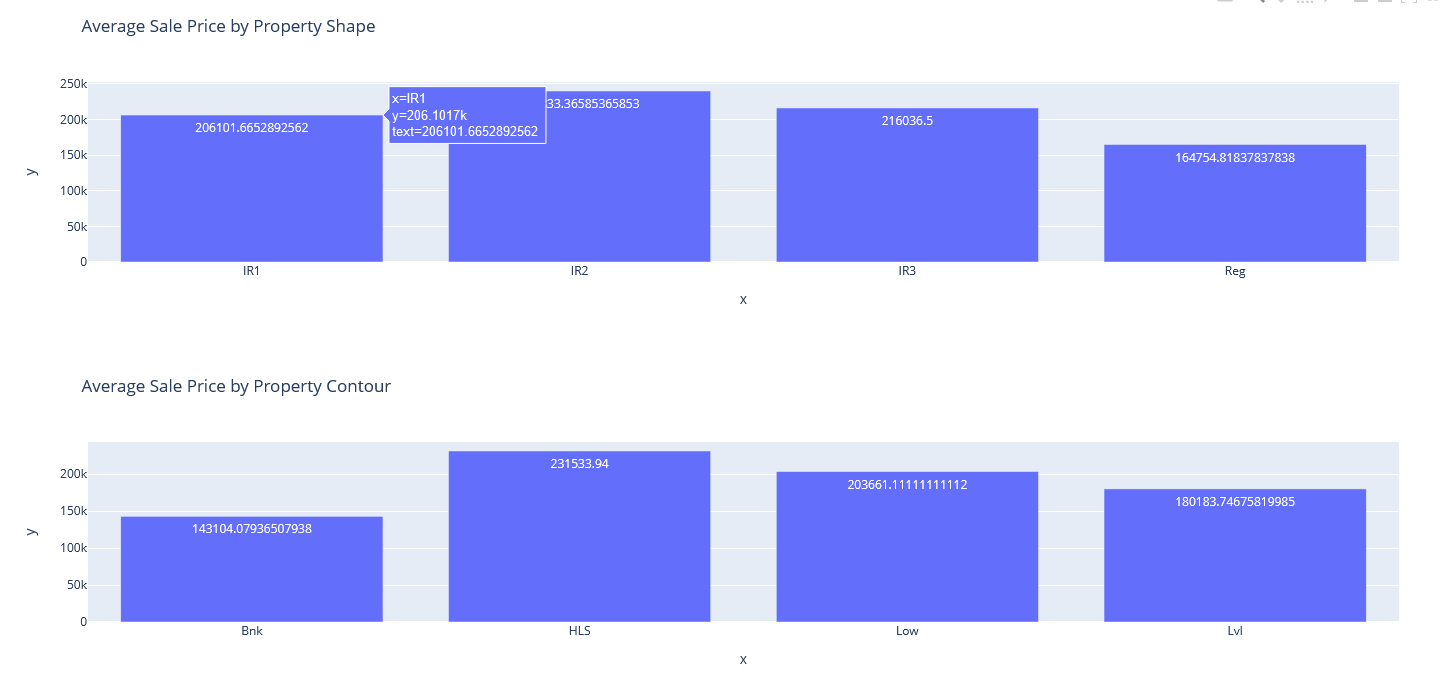 Average Sale Price by Property Shape
250k
200k
150k
100k
50k
0
y
206101.6652892562
x=IR1
y=206.1017k
text=206101.6652892562
33.36585365853
216036.5
164754.81837837838
IR1
IR2
IR3
Reg
x
Average Sale Price by Property Contour
200k
150k
100k
50k
0
y
143104.07936507938
231533.94
203661.11111111112
180183.74675819985
Bnk
HLS
Low
Lvl
x